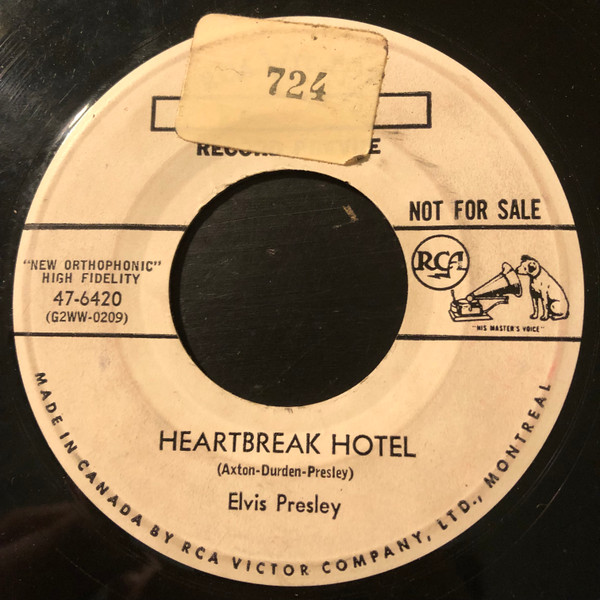 724
NOT FOR SALE
"NEW ORTHOPHONIC"
HIGH FIDELITY
47-6420
(G2WW-0209)
RCA
"HIS MASTER'S VOICE"
HEARTBREAK HOTEL
(Axton-Durden-Presley)
Elvis Presley
MADE IN CANADA BY RCA VICTOR COMPANY, LTD., MONTREAL